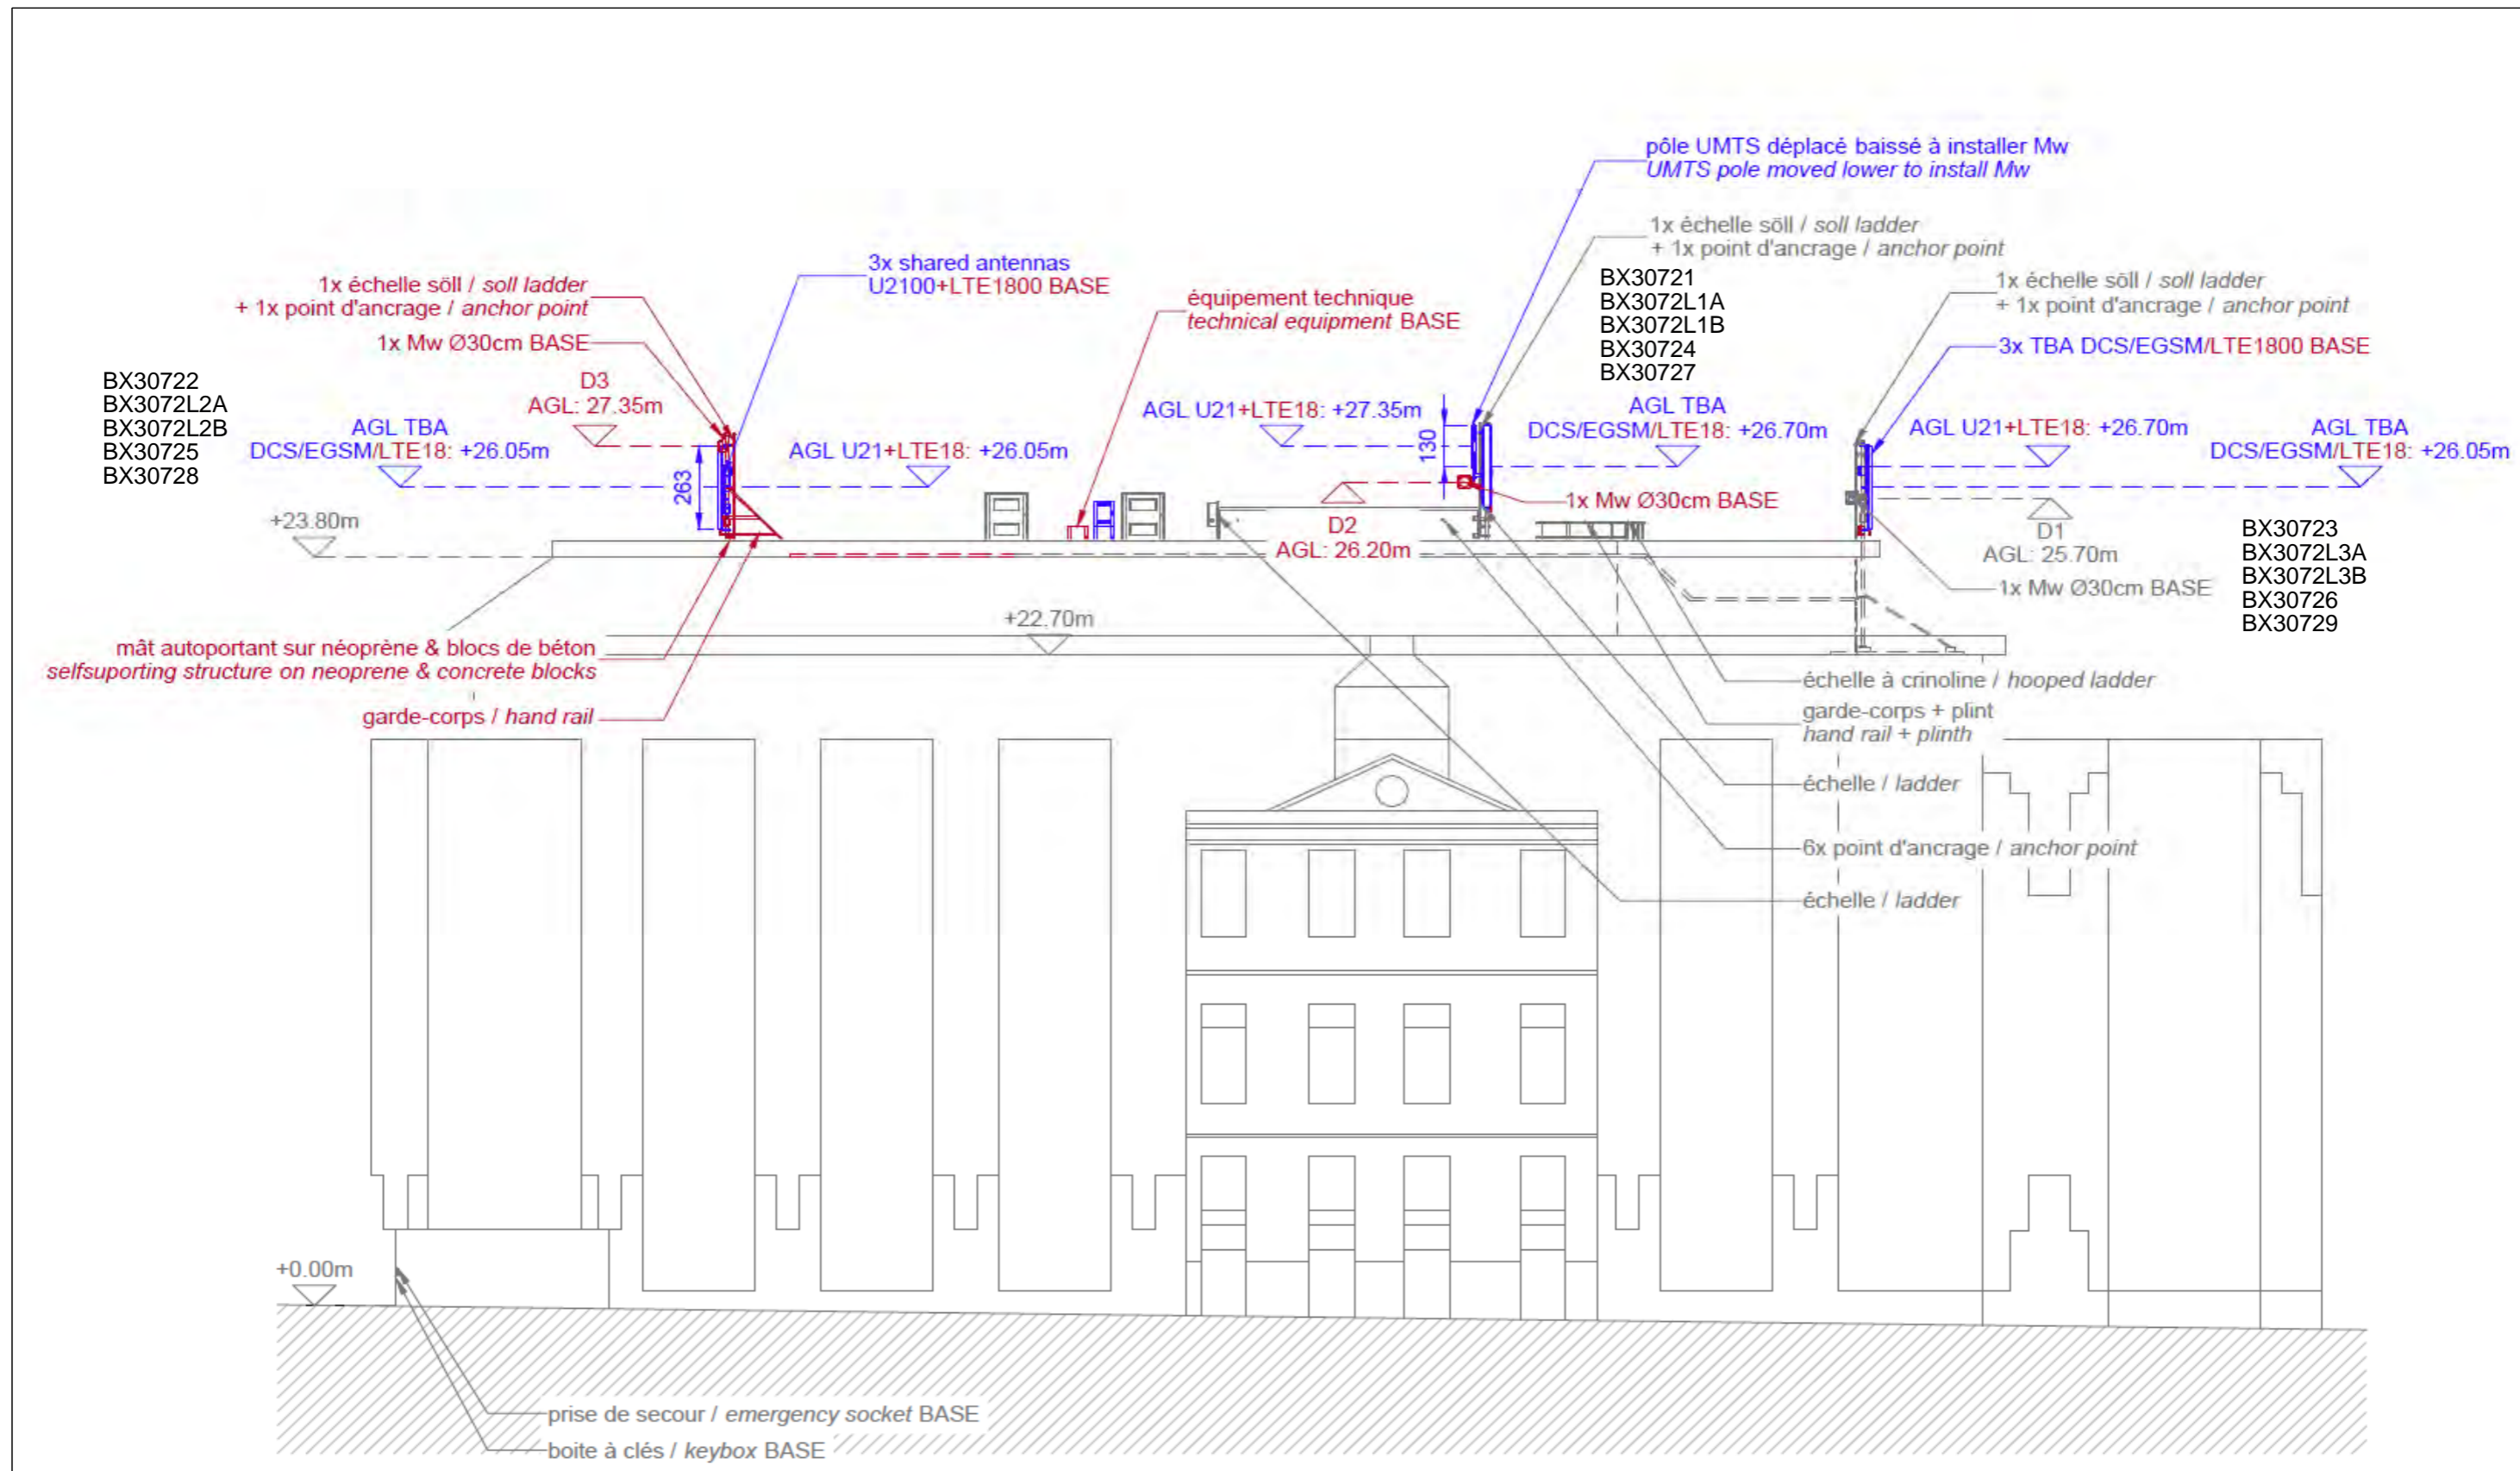 pôle UMTS déplacé baissé à installer Mw
UMTS pole moved lower to install Mw
1x échelle söll / soll ladder
+ 1x point d'ancrage / anchor point
1x échelle söll / soll ladder
+ 1x point d'ancrage / anchor point
1x Mw Ø30cm BASE
3x shared antennas
U2100+LTE1800 BASE
équipement technique
technical equipment BASE
BX30721
BX3072L1A
BX3072L1B
BX30724
BX30727
1x échelle söll / soll ladder
+ 1x point d'ancrage / anchor point
3x TBA DCS/EGSM/LTE1800 BASE
BX30722
BX3072L2A
BX3072L2B
BX30725
BX30728
D3
AGL: 27.35m
AGL TBA
DCS/EGSM/LTE18: +26.05m
263
AGL U21+LTE18: +26.05m
AGL U21+LTE18: +27.35m
130
AGL TBA
DCS/EGSM/LTE18: +26.70m
AGL U21+LTE18: +26.70m
AGL TBA
DCS/EGSM/LTE18: +26.05m
+23.80m
1x Mw Ø30cm BASE
D2
AGL: 26.20m
D1
AGL: 25.70m
1x Mw Ø30cm BASE
BX30723
BX3072L3A
BX3072L3B
BX30726
BX30729
+22.70m
mât autoportant sur néoprène & blocs de béton
selfsuporting structure on neoprene & concrete blocks
garde-corps / hand rail
échelle à crinoline / hooped ladder
garde-corps + plint
hand rail + plinth
échelle / ladder
6x point d'ancrage / anchor point
échelle / ladder
+0.00m
prise de secour / emergency socket BASE
boite à clés / keybox BASE